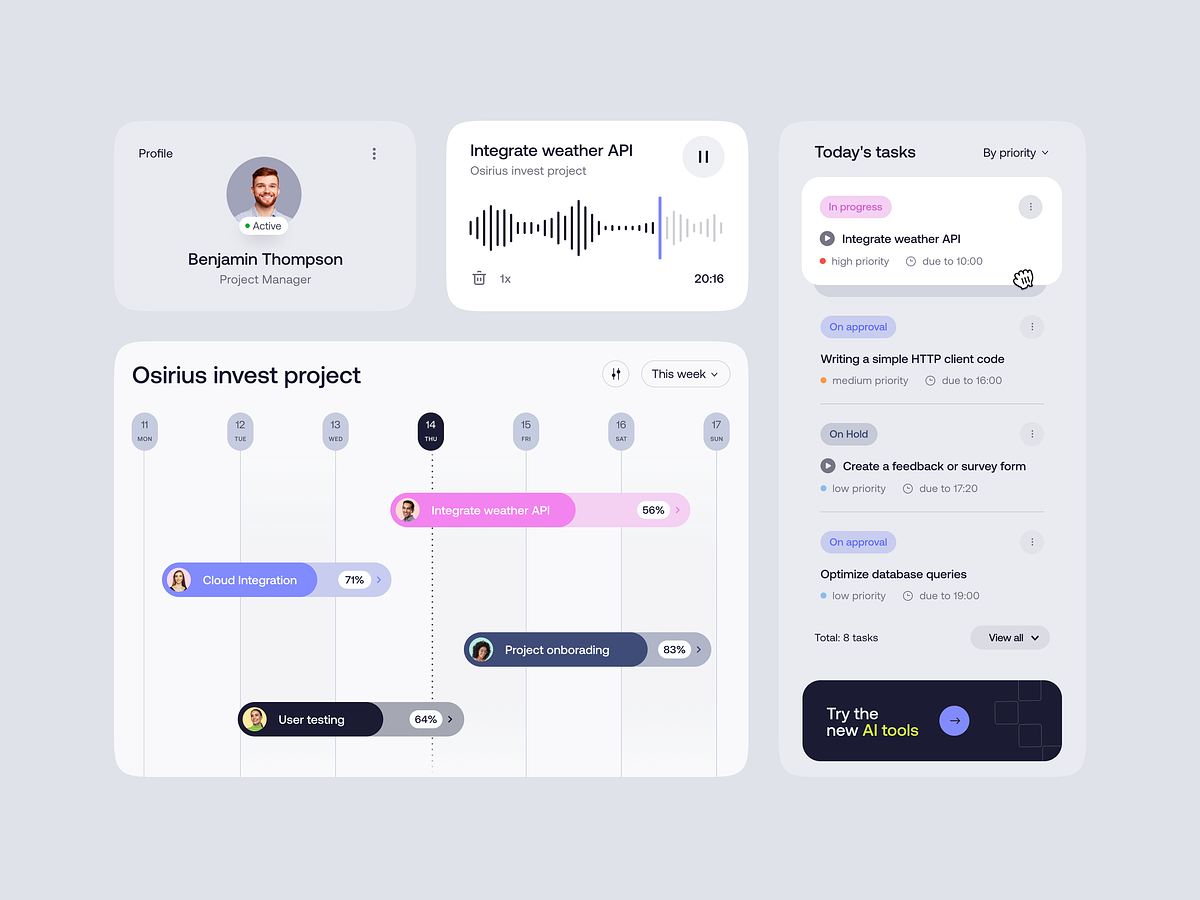 Profile
Active
Benjamin Thompson
Project Manager
Integrate weather API
Osirius invest project
1x
20:16
Osirius invest project
This week
11
MON
12
TUE
13
WED
14
THU
15
FRI
16
SAT
17
SUN
Integrate weather API
56%
Cloud Integration
71%
Project onborading
83%
User testing
64%
Today's tasks
By priority
In progress
Integrate weather API
high priority
due to 10:00
On approval
Writing a simple HTTP client code
medium priority
due to 16:00
On Hold
Create a feedback or survey form
low priority
due to 17:20
On approval
Optimize database queries
low priority
due to 19:00
Total: 8 tasks
View all
Try the
new AI tools